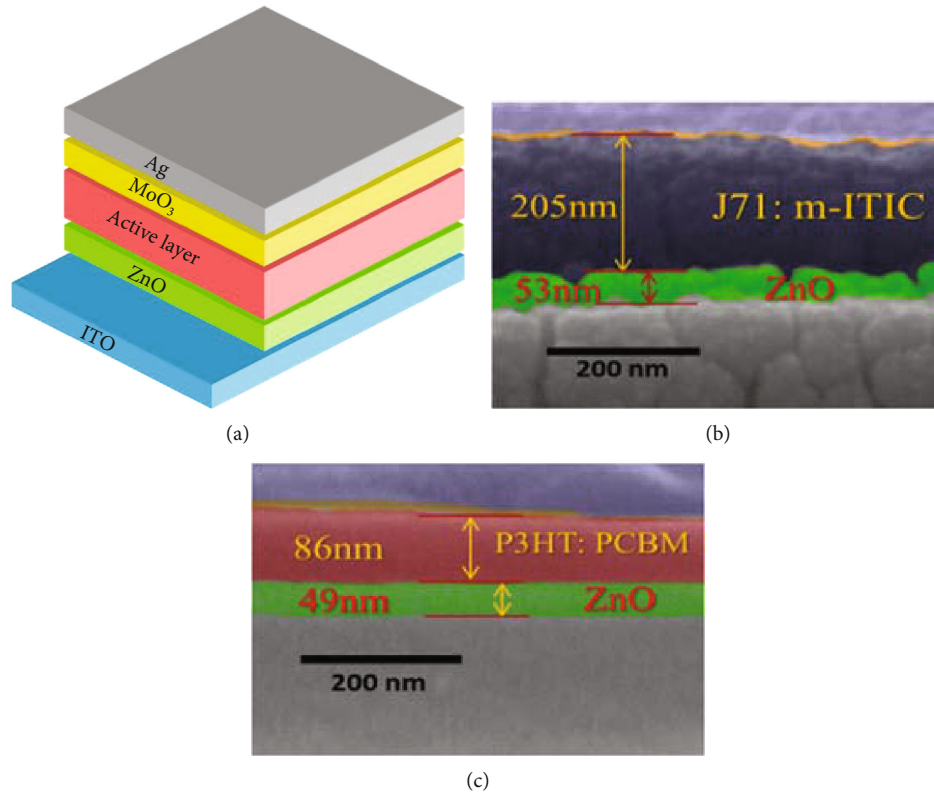 Ag
MoO₃
Active layer
ZnO
ITO
(a)
205nm
J71: m-ITIC
53nm
ZnO
200 nm
(b)
86nm
P3HT: PCBM
49nm
ZnO
200 nm
(c)